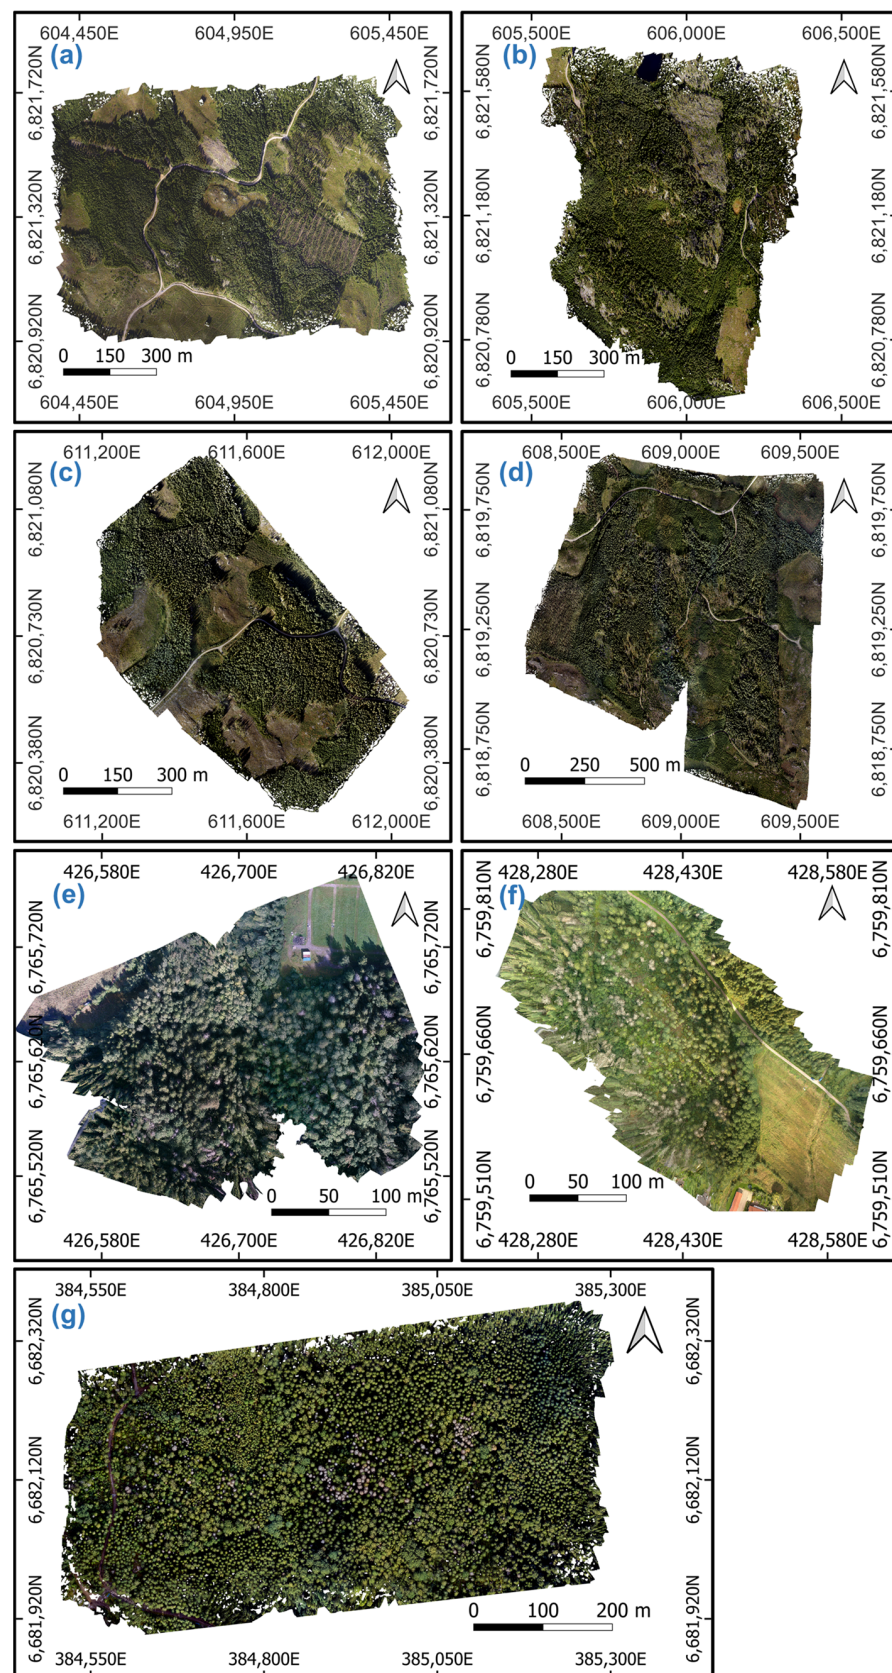 (a)
604,450E 604,950E 605,450E
6,821,720N 6,821,720N
6,821,320N 6,821,320N
6,820,920N 6,820,920N
0 150 300 m
604,450E 604,950E 605,450E
(b)
605,500E 606,000E 606,500E
6,821,580N 6,821,580N
6,821,180N 6,821,180N
6,820,780N 6,820,780N
0 150 300 m
605,500E 606,000E 606,500E
(c)
611,200E 611,600E 612,000E
6,821,080N 6,821,080N
6,820,730N 6,820,730N
6,820,380N 6,820,380N
0 150 300 m
611,200E 611,600E 612,000E
(d)
608,500E 609,000E 609,500E
6,819,750N 6,819,750N
6,819,250N 6,819,250N
6,818,750N 6,818,750N
0 250 500 m
608,500E 609,000E 609,500E
(e)
426,580E 426,700E 426,820E
6,765,720N 6,765,720N
6,765,620N 6,765,620N
6,765,520N 6,765,520N
0 50 100 m
426,580E 426,700E 426,820E
(f)
428,280E 428,430E 428,580E
6,759,810N 6,759,810N
6,759,660N 6,759,660N
6,759,510N 6,759,510N
0 50 100 m
428,280E 428,430E 428,580E
(g)
384,550E 384,800E 385,050E 385,300E
6,682,320N 6,682,320N
6,682,120N 6,682,120N
6,681,920N 6,681,920N
0 100 200 m
384,550E 384,800E 385,050E 385,300E